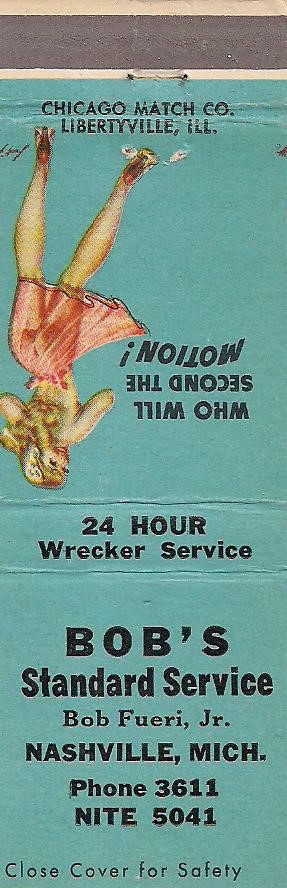 CHICAGO MATCH CO.
LIBERTYVILLE, ILL.
WHO WILL
SECOND THE
MOTION!
24 HOUR
Wrecker Service
BOB'S
Standard Service
Bob Fueri, Jr.
NASHVILLE, MICH.
Phone 3611
NITE 5041
Close Cover for Safety